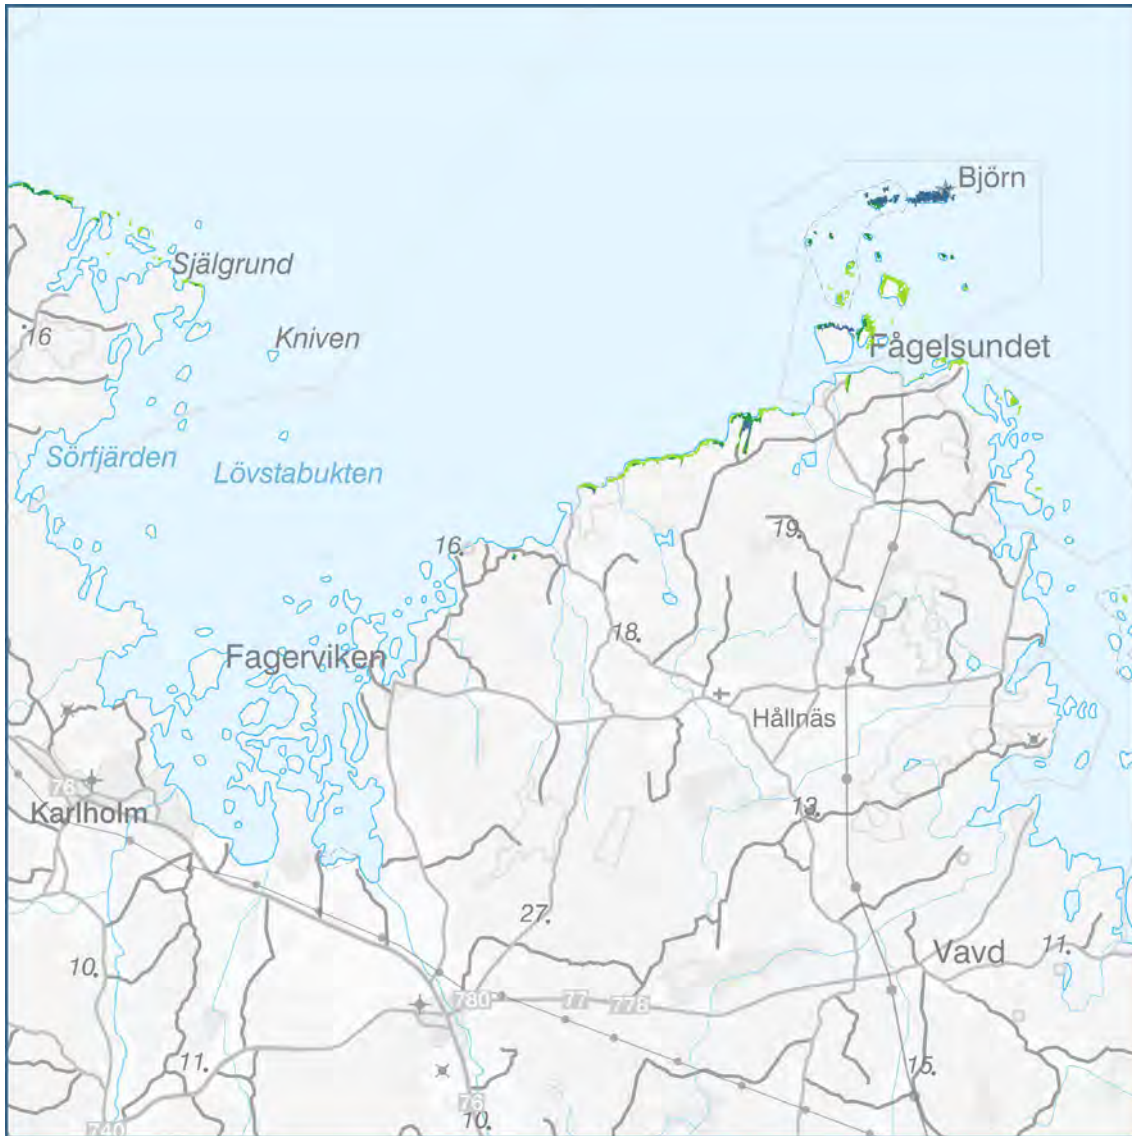 Björn
Själgrund
16
Kniven
Fågelsundet
Sörfjärden
Lövstabukten
19.
16.
18.
Fagerviken
Hållnäs
76
Karlholm
13.
27.
Vavd
11.
10.
780
77
776
11.
15.
76
10.
740